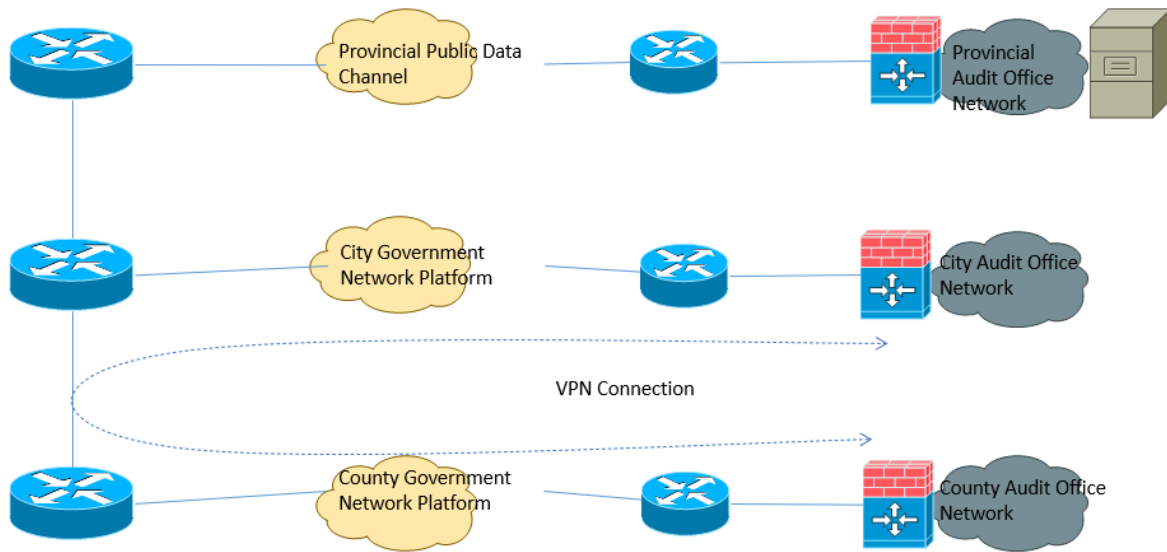 Provincial Public Data
Channel
Provincial
Audit Office
Network
City Government
Network Platform
City Audit Office
Network
VPN Connection
County Government
Network Platform
County Audit Office
Network